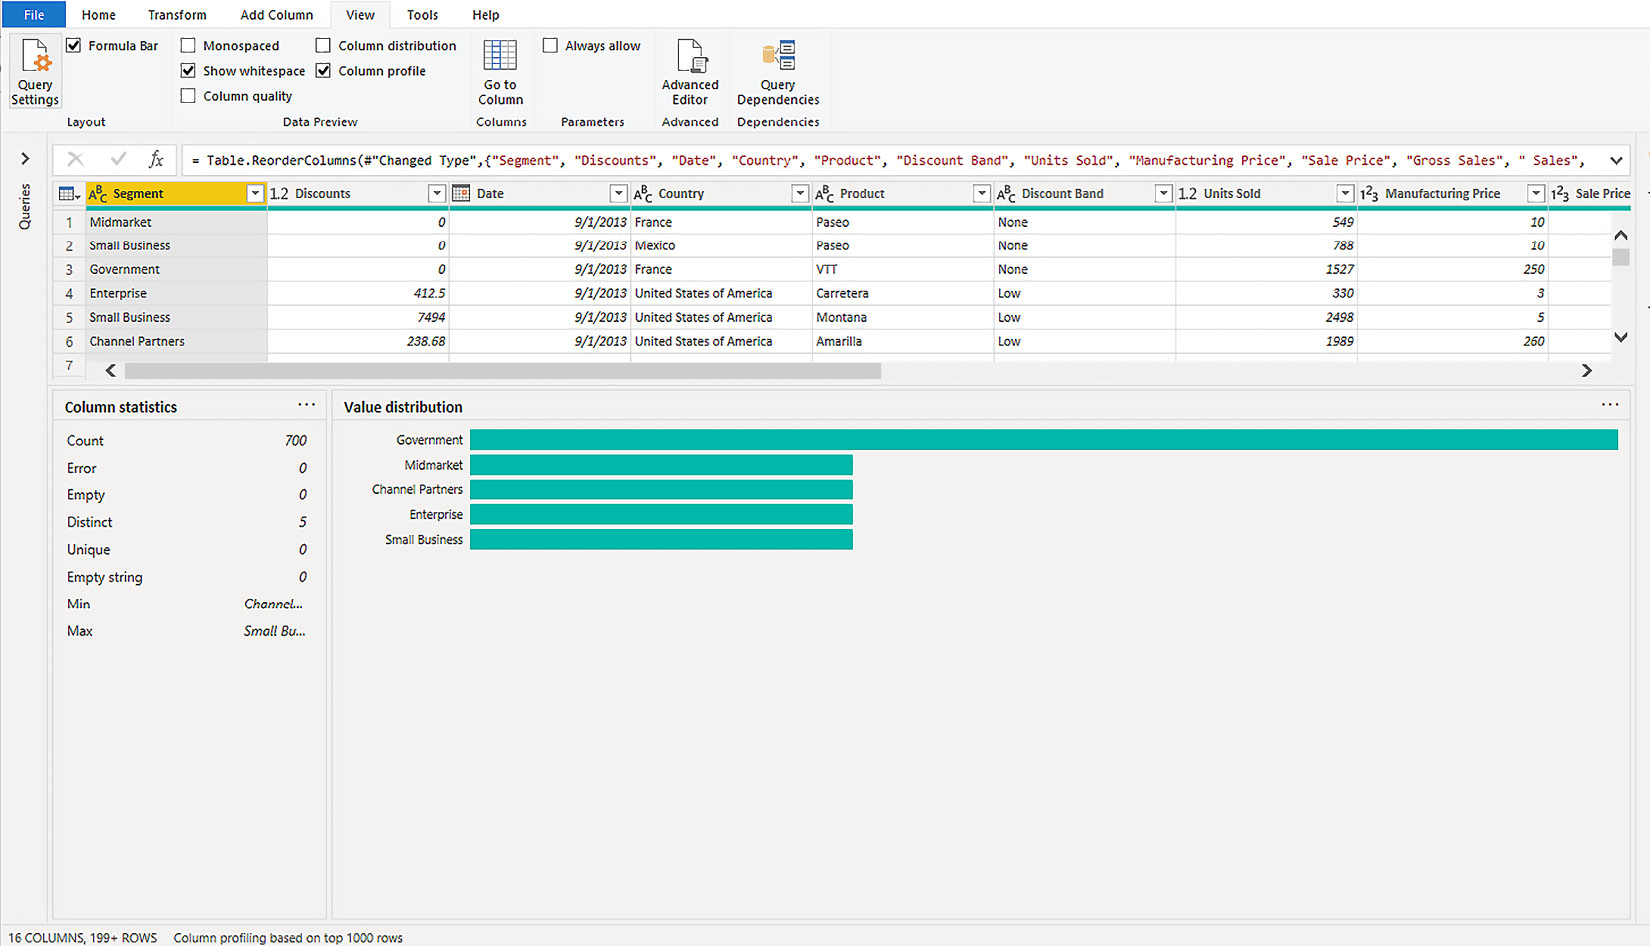 File Home Transform Add Column View Tools Help
Formula Bar Monospaced Column distribution Always allow
Show whitespace Column profile
Query Settings Column quality Go to Column Advanced Editor Query Dependencies
Layout Data Preview Columns Parameters Advanced Dependencies
fx = Table.ReorderColumns(#"Changed Type",{"Segment", "Discounts", "Date", "Country", "Product", "Discount Band", "Units Sold", "Manufacturing Price", "Sale Price", "Gross Sales", " Sales",
Queries
ABC Segment 1.2 Discounts Date ABC Country ABC Product ABC Discount Band 1.2 Units Sold 123 Manufacturing Price 123 Sale Price
1 Midmarket 0 9/1/2013 France Paseo None 549 10
2 Small Business 0 9/1/2013 Mexico Paseo None 788 10
3 Government 0 9/1/2013 France VTT None 1527 250
4 Enterprise 412.5 9/1/2013 United States of America Carretera Low 330 3
5 Small Business 7494 9/1/2013 United States of America Montana Low 2498 5
6 Channel Partners 238.68 9/1/2013 United States of America Amarilla Low 1989 260
7
Column statistics ...
Count 700
Error 0
Empty 0
Distinct 5
Unique 0
Empty string 0
Min Channel...
Max Small Bu...
Value distribution ...
Government
Midmarket
Channel Partners
Enterprise
Small Business
16 COLUMNS, 199+ ROWS Column profiling based on top 1000 rows